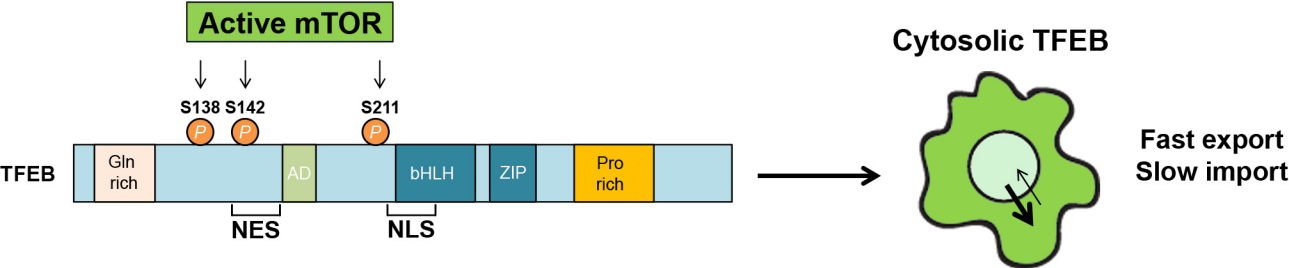 Active mTOR
Cytosolic TFEB
S138 S142 S211
P P P
Fast export
Slow import
TFEB
Gln
rich
AD
bHLH
ZIP
Pro
rich
NES
NLS